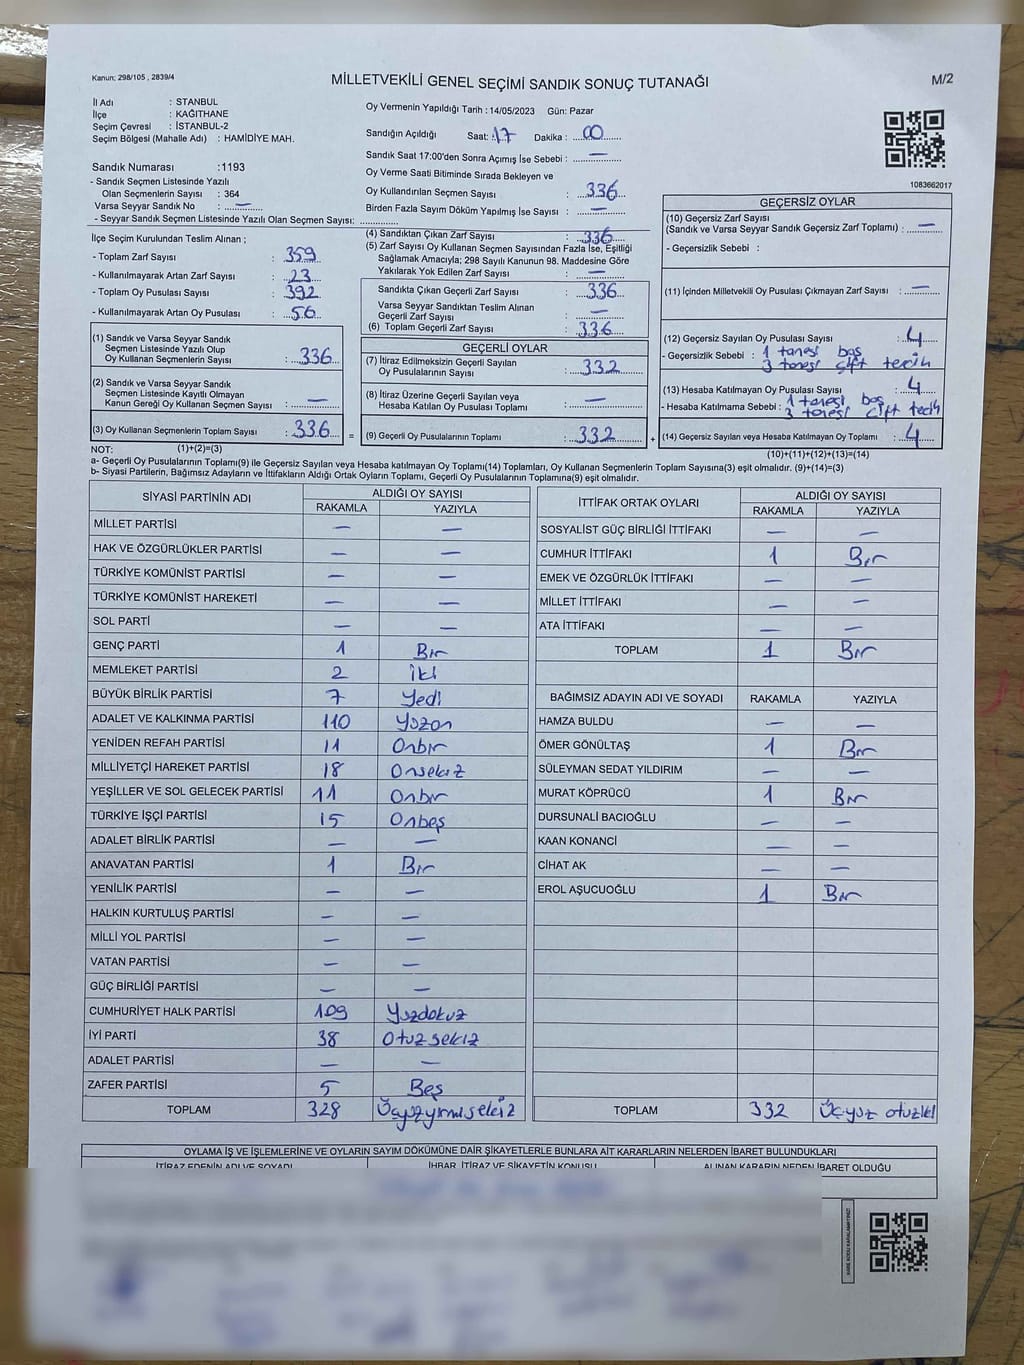 Kanun; 298/105 , 2839/4
MİLLETVEKİLİ GENEL SEÇİMİ SANDIK SONUÇ TUTANAĞI
M/2
İl Adı : STANBUL
İlçe : KAĞITHANE
Seçim Çevresi : İSTANBUL-2
Seçim Bölgesi (Mahalle Adı) : HAMİDİYE MAH.
Sandık Numarası :1193
- Sandık Seçmen Listesinde Yazılı
Olan Seçmenlerin Sayısı : 364
Varsa Seyyar Sandık No : —
- Seyyar Sandık Seçmen Listesinde Yazılı Olan Seçmen Sayısı: ..............
Oy Vermenin Yapıldığı Tarih : 14/05/2023 Gün: Pazar
Sandığın Açıldığı Saat: 17 Dakika : 00
Sandık Saat 17:00'den Sonra Açımış İse Sebebi : —
Oy Verme Saati Bitiminde Sırada Bekleyen ve
Oy Kullandırılan Seçmen Sayısı : 336
Birden Fazla Sayım Döküm Yapılmış İse Sayısı : —
1083662017
İlçe Seçim Kurulundan Teslim Alınan ;
- Toplam Zarf Sayısı : 359
- Kullanılmayarak Artan Zarf Sayısı : 23
- Toplam Oy Pusulası Sayısı : 392
- Kullanılmayarak Artan Oy Pusulası : 56
(1) Sandık ve Varsa Seyyar Sandık
Seçmen Listesinde Yazılı Olup
Oy Kullanan Seçmenlerin Sayısı : 336
(2) Sandık ve Varsa Seyyar Sandık
Seçmen Listesinde Kayıtlı Olmayan
Kanun Gereği Oy Kullanan Seçmen Sayısı : —
(3) Oy Kullanan Seçmenlerin Toplam Sayısı : 336 =
(4) Sandıktan Çıkan Zarf Sayısı : 336
(5) Zarf Sayısı Oy Kullanan Seçmen Sayısından Fazla İse, Eşitliği
Sağlamak Amacıyla; 298 Sayılı Kanunun 98. Maddesine Göre
Yakılarak Yok Edilen Zarf Sayısı : —
Sandıkta Çıkan Geçerli Zarf Sayısı : 336
Varsa Seyyar Sandıktan Teslim Alınan
Geçerli Zarf Sayısı : —
(6) Toplam Geçerli Zarf Sayısı : 336
GEÇERLİ OYLAR
(7) İtiraz Edilmeksizin Geçerli Sayılan
Oy Pusulalarının Sayısı : 332
(8) İtiraz Üzerine Geçerli Sayılan veya
Hesaba Katılan Oy Pusulası Toplamı : —
(9) Geçerli Oy Pusulalarının Toplamı : 332 +
GEÇERSİZ OYLAR
(10) Geçersiz Zarf Sayısı
(Sandık ve Varsa Seyyar Sandık Geçersiz Zarf Toplamı) : —
- Geçersizlik Sebebi :
(11) İçinden Milletvekili Oy Pusulası Çıkmayan Zarf Sayısı : —
(12) Geçersiz Sayılan Oy Pusulası Sayısı : 4
- Geçersizlik Sebebi : 1 tanesi boş
3 tanesi çift tecih
(13) Hesaba Katılmayan Oy Pusulası Sayısı : 4
- Hesaba Katılmama Sebebi : 1 tanesi boş
3 tanesi çift tecih
(14) Geçersiz Sayılan veya Hesaba Katılmayan Oy Toplamı : 4
NOT: (1)+(2)=(3) (10)+(11)+(12)+(13)=(14)
a- Geçerli Oy Pusulalarının Toplamı(9) ile Geçersiz Sayılan veya Hesaba katılmayan Oy Toplamı(14) Toplamları, Oy Kullanan Seçmenlerin Toplam Sayısına(3) eşit olmalıdır. (9)+(14)=(3)
b- Siyasi Partilerin, Bağımsız Adayların ve İttifakların Aldığı Ortak Oyların Toplamı, Geçerli Oy Pusulalarının Toplamına(9) eşit olmalıdır.
SİYASİ PARTİNİN ADI ALDIĞI OY SAYISI
RAKAMLA YAZIYLA
MİLLET PARTİSİ — —
HAK VE ÖZGÜRLÜKLER PARTİSİ — —
TÜRKİYE KOMÜNİST PARTİSİ — —
TÜRKİYE KOMÜNİST HAREKETİ — —
SOL PARTİ — —
GENÇ PARTİ 1 Bir
MEMLEKET PARTİSİ 2 iki
BÜYÜK BİRLİK PARTİSİ 7 Yedi
ADALET VE KALKINMA PARTİSİ 110 Yüzon
YENİDEN REFAH PARTİSİ 11 Onbir
MİLLİYETÇİ HAREKET PARTİSİ 18 Onsekiz
YEŞİLLER VE SOL GELECEK PARTİSİ 11 Onbir
TÜRKİYE İŞÇİ PARTİSİ 15 Onbeş
ADALET BİRLİK PARTİSİ — —
ANAVATAN PARTİSİ 1 Bir
YENİLİK PARTİSİ — —
HALKIN KURTULUŞ PARTİSİ — —
MİLLİ YOL PARTİSİ — —
VATAN PARTİSİ — —
GÜÇ BİRLİĞİ PARTİSİ — —
CUMHURİYET HALK PARTİSİ 109 Yüzdokuz
İYİ PARTİ 38 Otuz sekiz
ADALET PARTİSİ — —
ZAFER PARTİSİ 5 Beş
TOPLAM 328 Üçyüzyirmisekiz
İTTİFAK ORTAK OYLARI ALDIĞI OY SAYISI
RAKAMLA YAZIYLA
SOSYALİST GÜÇ BİRLİĞİ İTTİFAKI — —
CUMHUR İTTİFAKI 1 Bir
EMEK VE ÖZGÜRLÜK İTTİFAKI — —
MİLLET İTTİFAKI — —
ATA İTTİFAKI — —
TOPLAM 1 Bir
BAĞIMSIZ ADAYIN ADI VE SOYADI RAKAMLA YAZIYLA
HAMZA BULDU — —
ÖMER GÖNÜLTAŞ 1 Bir
SÜLEYMAN SEDAT YILDIRIM — —
MURAT KÖPRÜCÜ 1 Bir
DURSUNALİ BACIOĞLU — —
KAAN KONANCİ — —
CİHAT AK — —
EROL AŞUCUOĞLU 1 Bir
TOPLAM 332 Üçyüz otuziki
OYLAMA İŞ VE İŞLEMLERİNE VE OYLARIN SAYIM DÖKÜMÜNE DAİR ŞİKAYETLERLE BUNLARA AİT KARARLARIN NELERDEN İBARET BULUNDUKLARI
İTİRAZ EDENİN ADI VE SOYADI İHBAR, İTİRAZ VE ŞİKAYETİN KONUSU ALINAN KARARIN NEDEN İBARET OLDUĞU